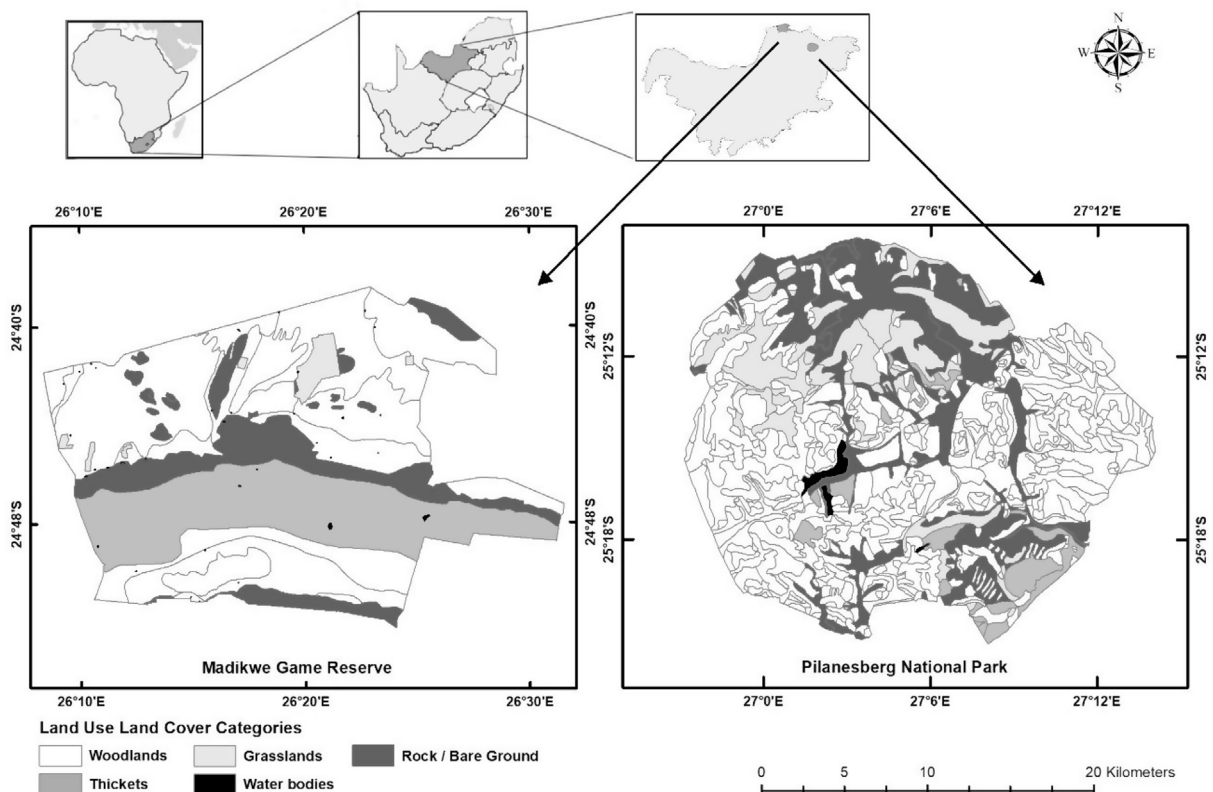 N
W E
S
26°10'E 26°20'E 26°30'E
27°0'E 27°6'E 27°12'E
24°40'S
24°48'S
24°40'S
24°48'S
25°12'S
25°18'S
25°12'S
25°18'S
Madikwe Game Reserve
Pilanesberg National Park
26°10'E 26°20'E 26°30'E
27°0'E 27°6'E 27°12'E
Land Use Land Cover Categories
Woodlands Grasslands Rock / Bare Ground
Thickets Water bodies
0 5 10 20 Kilometers